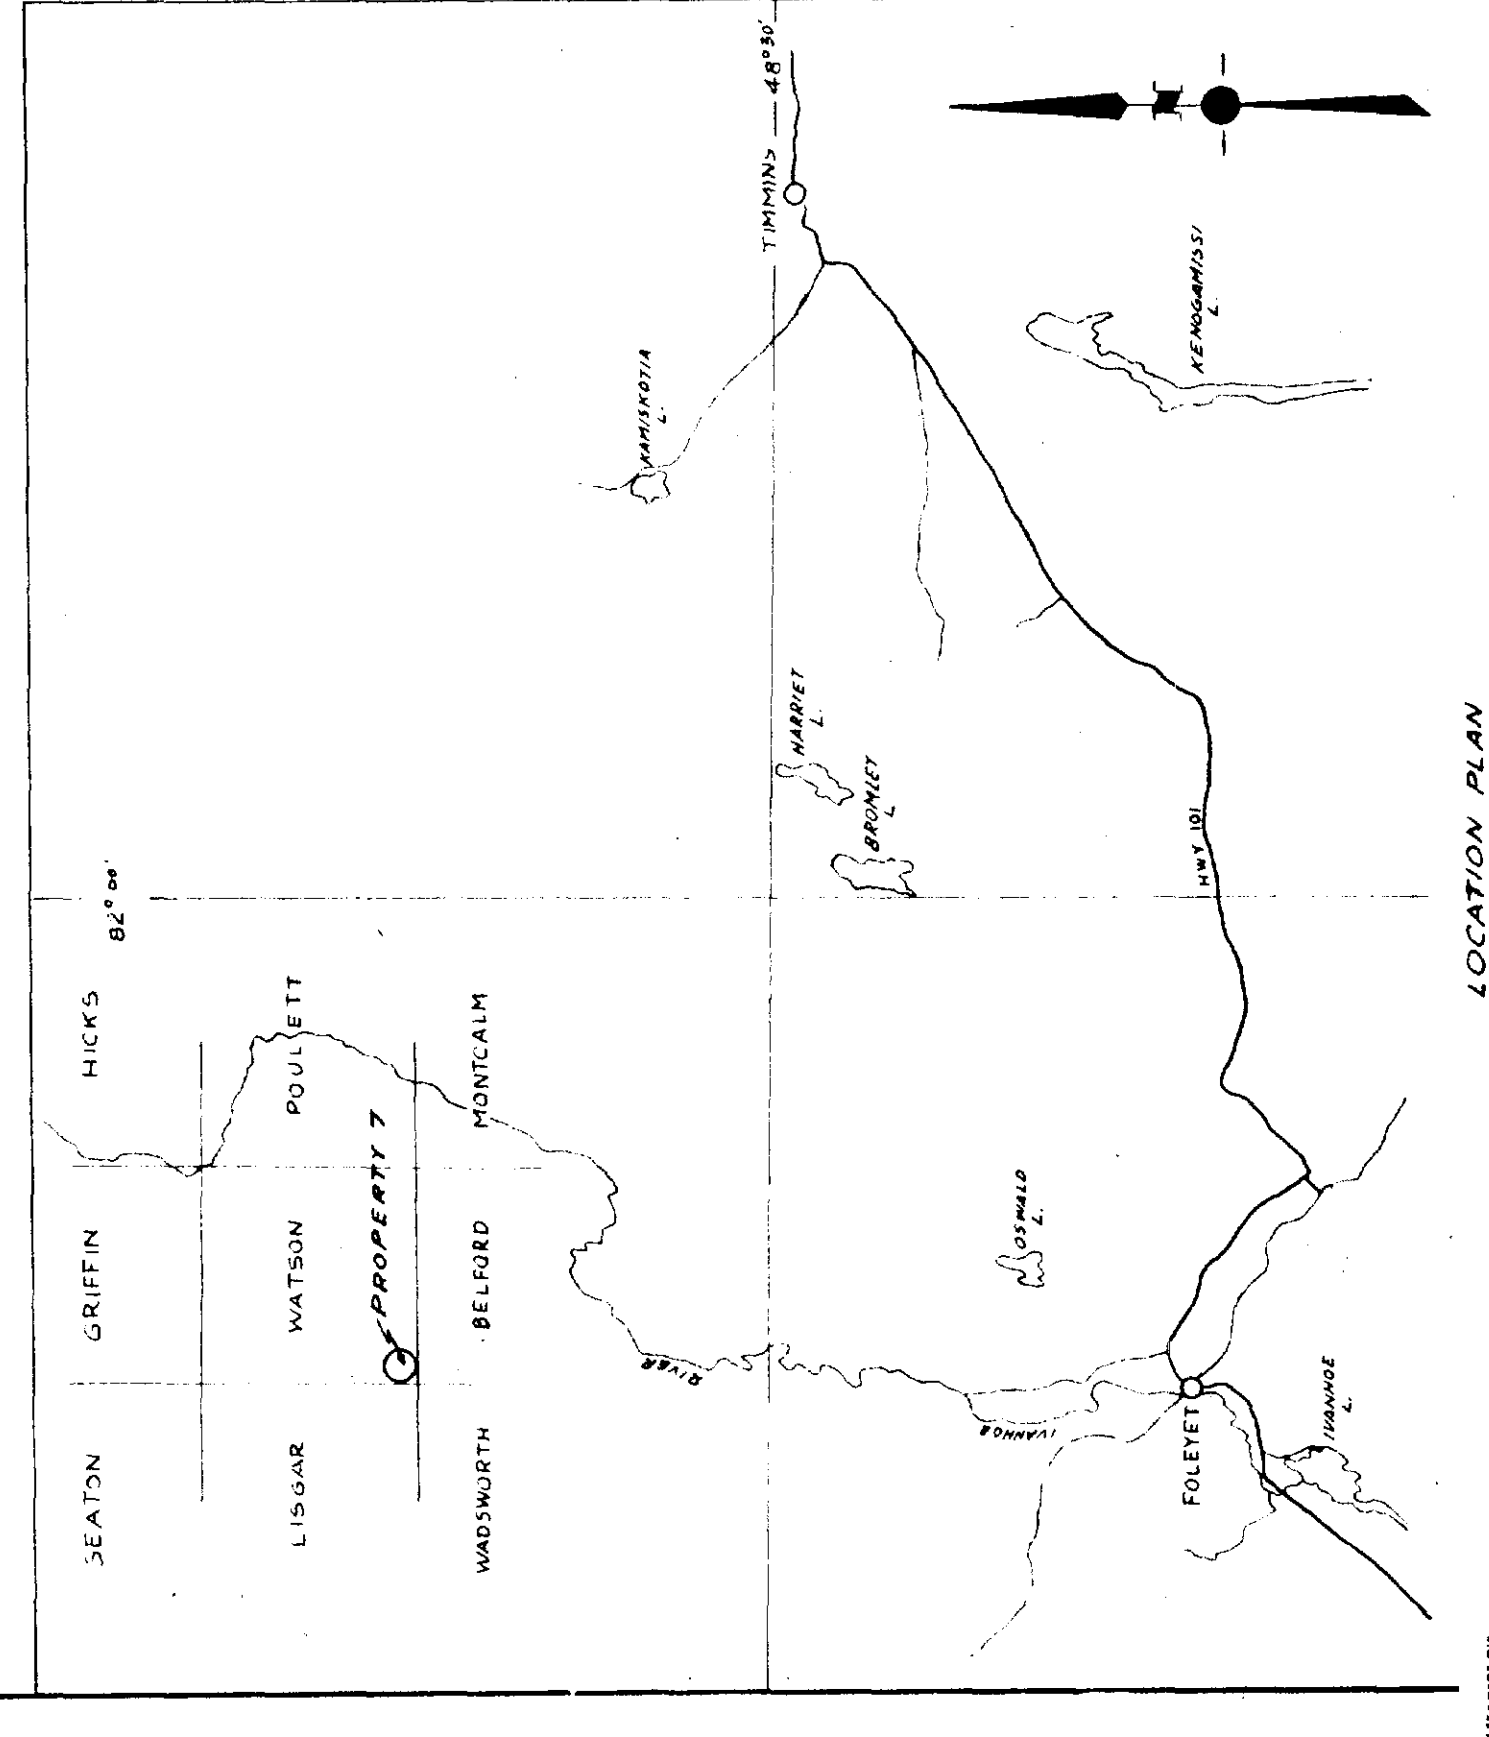 SEATON GRIFFIN HICKS
82° 00'
LISGAR WATSON POULETT
PROPERTY 7
WADSWORTH BELFORD MONTCALM
KAMISKOTIA
L.
RIVER
TIMMINS 48° 30'
HARRIET
L.
BROMLEY
L.
IVANHOE
OSWALD
L.
N
KENOGAMISSI
L.
HWY 101
FOLEYET
IVANHOE
L.
LOCATION PLAN